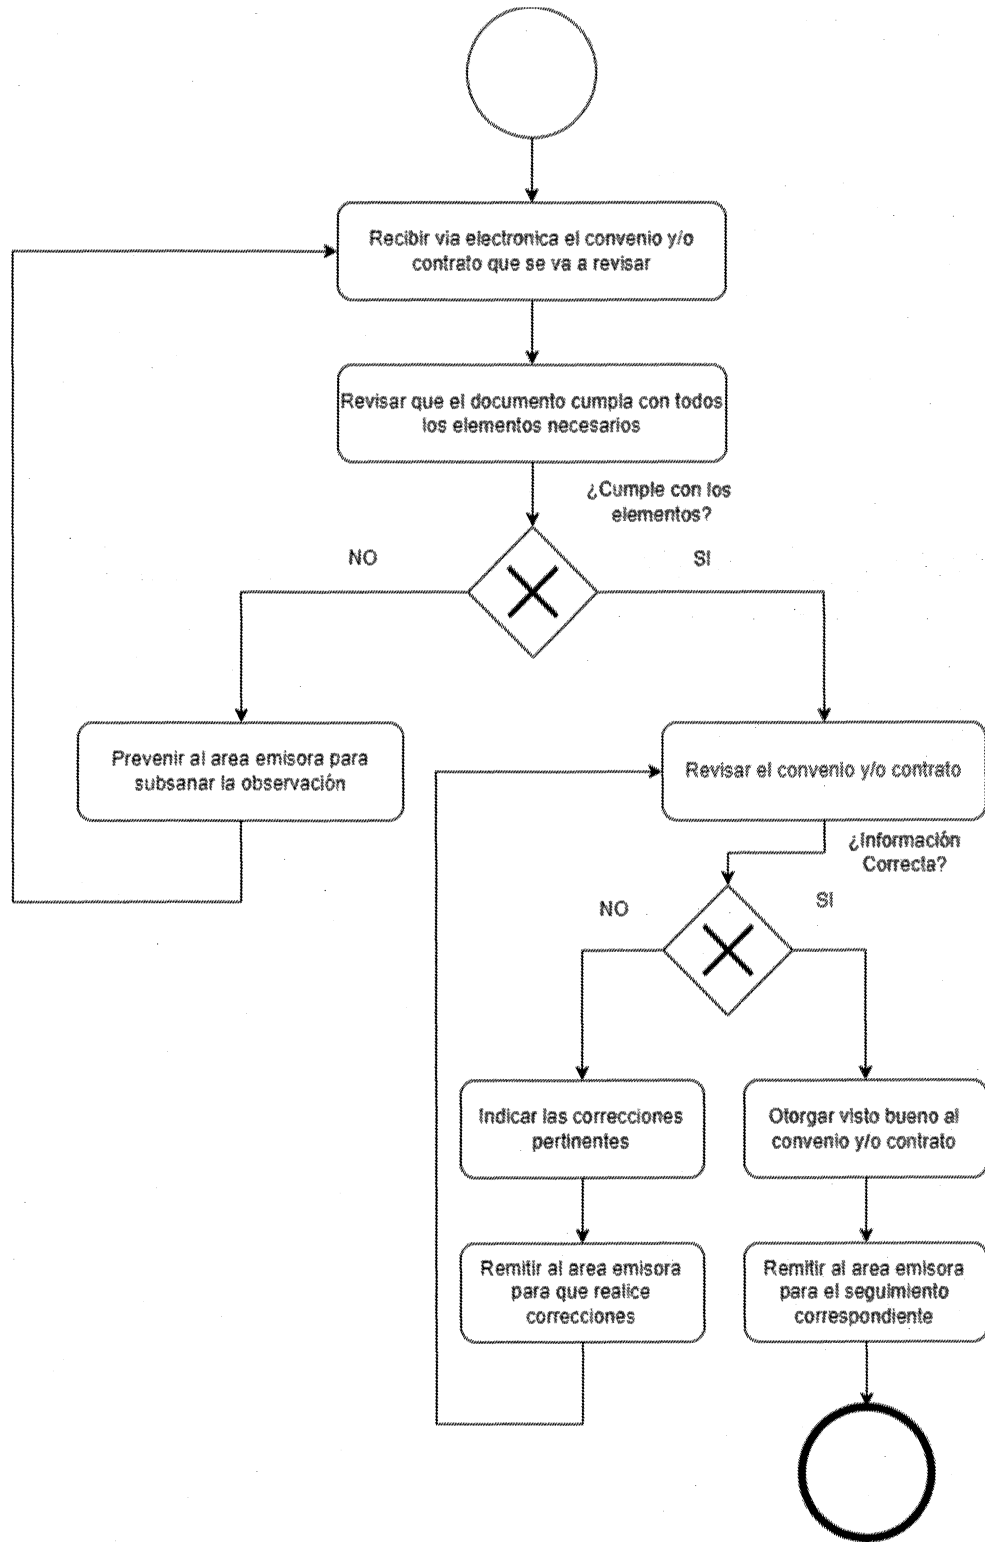 Recibir via electronica el convenio y/o
contrato que se va a revisar
Revisar que el documento cumpla con todos
los elementos necesarios
¿Cumple con los
elementos?
NO
SI
Prevenir al area emisora para
subsanar la observación
Revisar el convenio y/o contrato
¿Información
Correcta?
NO
SI
Indicar las correcciones
pertinentes
Otorgar visto bueno al
convenio y/o contrato
Remitir al area emisora
para que realice
correcciones
Remitir al area emisora
para el seguimiento
correspondiente